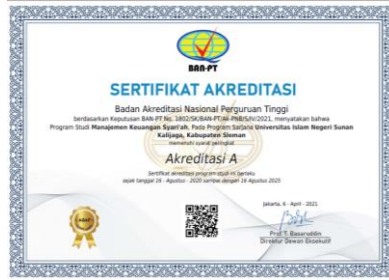 BAN-PT
SERTIFIKAT AKREDITASI
Badan Akreditasi Nasional Perguruan Tinggi
berdasarkan Keputusan BAN-PT No. 1802/SK/BAN-PT/Ak-PNB/S/IV/2021, menyatakan bahwa
Program Studi Manajemen Keuangan Syari'ah, Pada Program Sarjana Universitas Islam Negeri Sunan
Kalijaga, Kabupaten Sleman
memenuhi syarat peringkat
Akreditasi A
Sertifikat akreditasi program studi ini berlaku
sejak tanggal 16 - Agustus - 2020 sampai dengan 16 Agustus 2025
Jakarta, 6 - April - 2021
Prof T. Basaruddin
Direktur Dewan Eksekutif